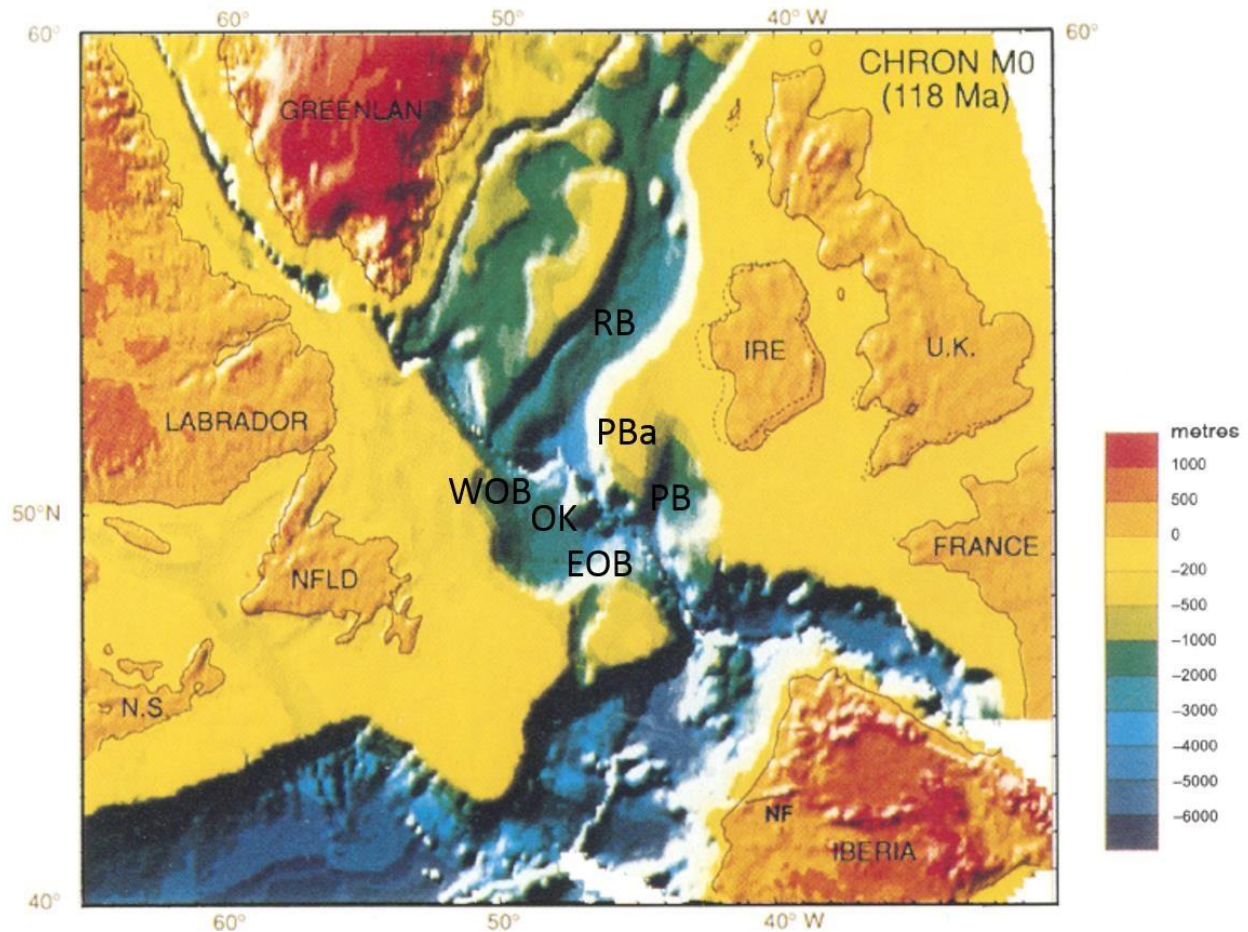 50°
40° W
60°
60°
CHRON M0
(118 Ma)
GREENLAND
RB
IRE
U.K.
LABRADOR
PBa
WOB
PB
50°N
OK
EOB
FRANCE
NFLD
N.S.
NF
IBERIA
40°
60°
50°
40° W
metres
1000
500
0
–200
–500
–1000
–2000
–3000
–4000
–5000
–6000